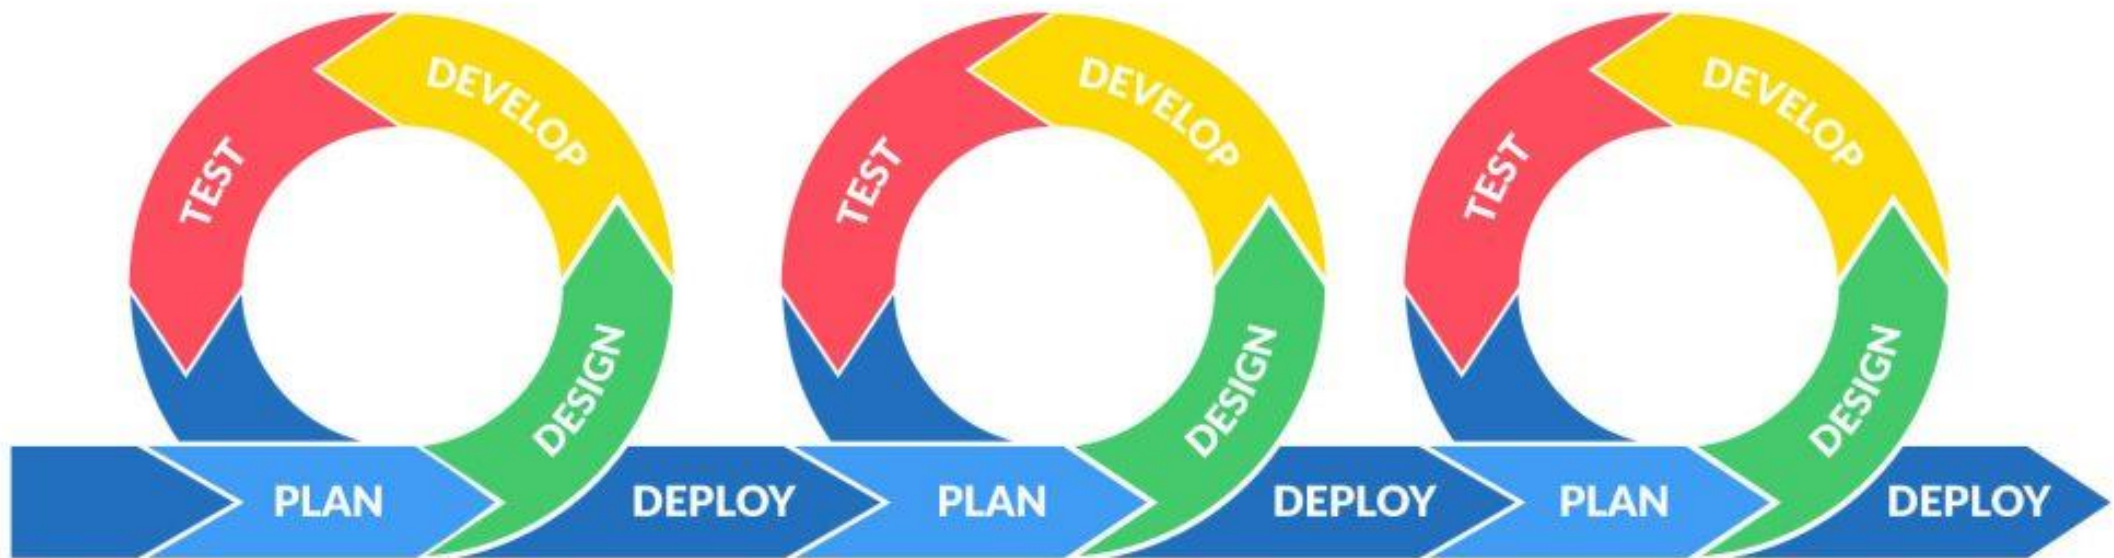 DEVELOP
TEST
DESIGN
PLAN
DEPLOY
DEVELOP
TEST
DESIGN
PLAN
DEPLOY
DEVELOP
TEST
DESIGN
PLAN
DEPLOY